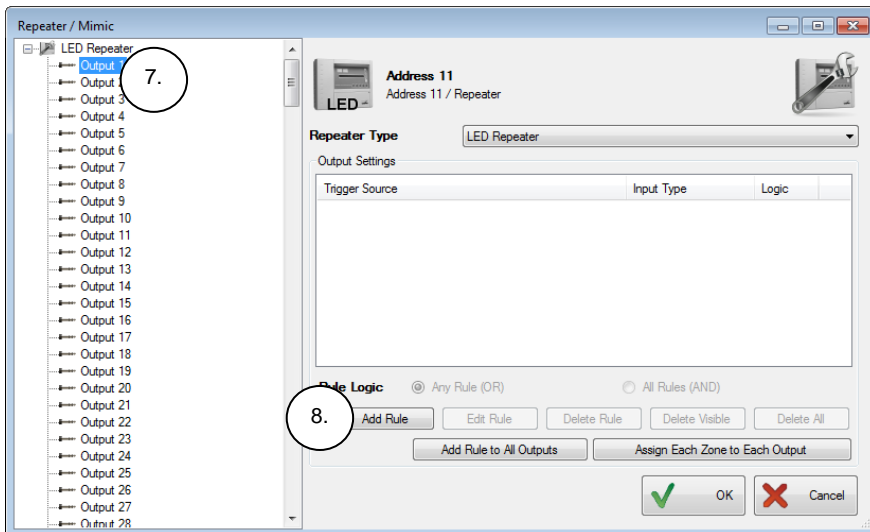 Repeater / Mimic
LED Repeater
Output 1
Output 2
Output 3
Output 4
Output 5
Output 6
Output 7
Output 8
Output 9
Output 10
Output 11
Output 12
Output 13
Output 14
Output 15
Output 16
Output 17
Output 18
Output 19
Output 20
Output 21
Output 22
Output 23
Output 24
Output 25
Output 26
Output 27
Output 28
7.
LED
Address 11
Address 11 / Repeater
Repeater Type LED Repeater
Output Settings
Trigger Source Input Type Logic
Rule Logic Any Rule (OR) All Rules (AND)
8. Add Rule Edit Rule Delete Rule Delete Visible Delete All
Add Rule to All Outputs Assign Each Zone to Each Output
OK Cancel